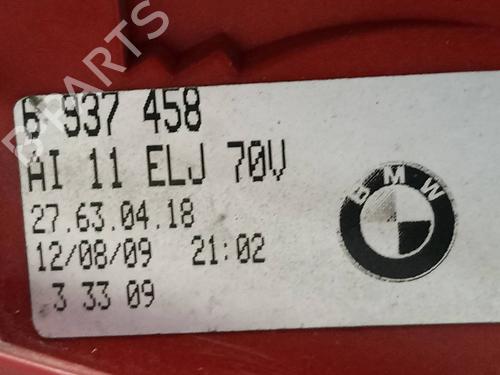 6 937 458
AI 11 ELJ 70V
27.63.04.18
12/08/09 21:02
3 33 09
BMW
B-PARTS